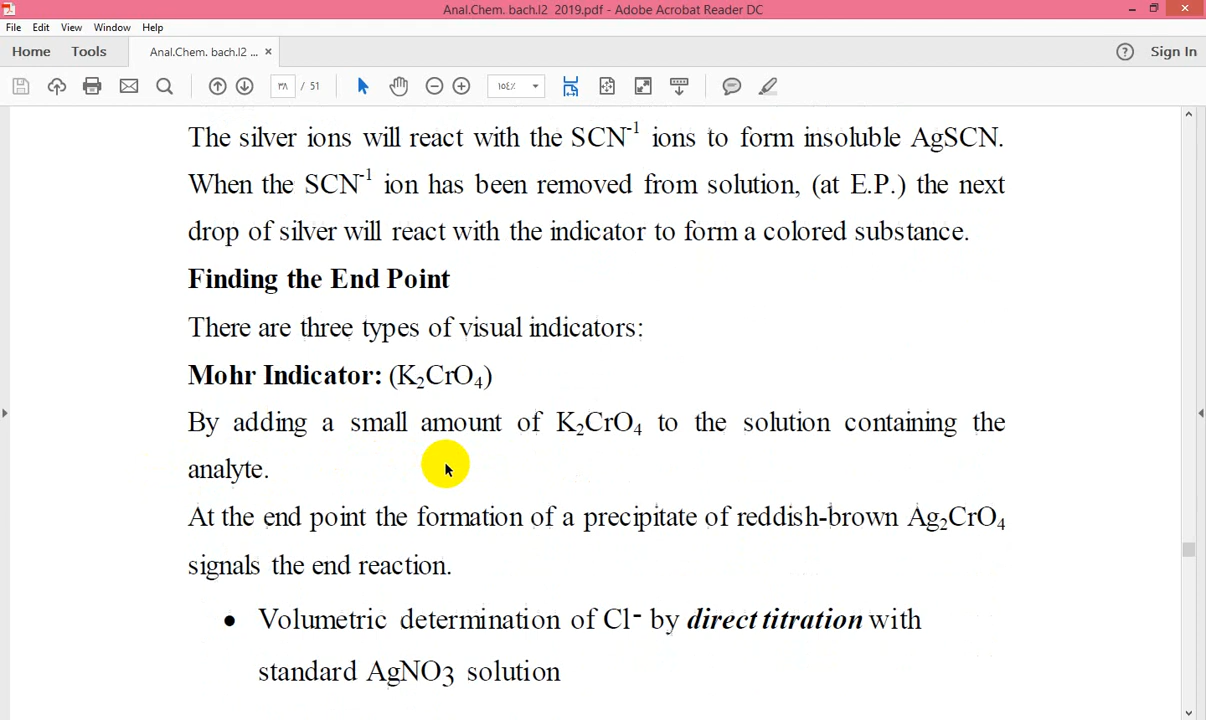 Anal.Chem. bach.l2 2019.pdf - Adobe Acrobat Reader DC
File Edit View Window Help
Home Tools Anal.Chem. bach.l2 ... × Sign In
٣٨ / 51 ١٥٤٪
The silver ions will react with the SCN⁻¹ ions to form insoluble AgSCN.
When the SCN⁻¹ ion has been removed from solution, (at E.P.) the next
drop of silver will react with the indicator to form a colored substance.
Finding the End Point
There are three types of visual indicators:
Mohr Indicator: (K₂CrO₄)
By adding a small amount of K₂CrO₄ to the solution containing the
analyte.
At the end point the formation of a precipitate of reddish-brown Ag₂CrO₄
signals the end reaction.
• Volumetric determination of Cl⁻ by direct titration with
standard AgNO3 solution